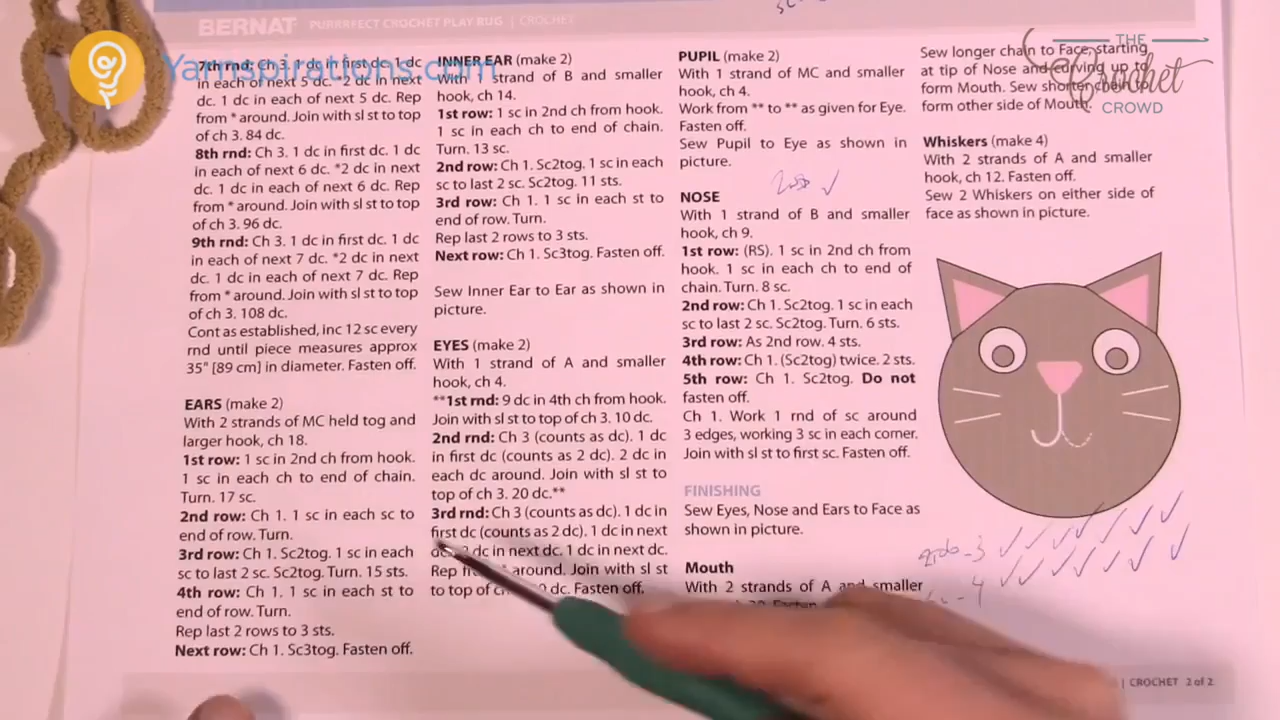 BERNAT PURRRFECT CROCHET PLAY RUG | CROCHET
Yarnspirations.com
THE
Crochet
CROWD
7th rnd: Ch 3. 1 dc in first dc. 1 dc
in each of next 5 dc. *2 dc in next
dc. 1 dc in each of next 5 dc. Rep
from * around. Join with sl st to top
of ch 3. 84 dc.
8th rnd: Ch 3. 1 dc in first dc. 1 dc
in each of next 6 dc. *2 dc in next
dc. 1 dc in each of next 6 dc. Rep
from * around. Join with sl st to top
of ch 3. 96 dc.
9th rnd: Ch 3. 1 dc in first dc. 1 dc
in each of next 7 dc. *2 dc in next
dc. 1 dc in each of next 7 dc. Rep
from * around. Join with sl st to top
of ch 3. 108 dc.
Cont as established, inc 12 sc every
rnd until piece measures approx
35" [89 cm] in diameter. Fasten off.
EARS (make 2)
With 2 strands of MC held tog and
larger hook, ch 18.
1st row: 1 sc in 2nd ch from hook.
1 sc in each ch to end of chain.
Turn. 17 sc.
2nd row: Ch 1. 1 sc in each sc to
end of row. Turn.
3rd row: Ch 1. Sc2tog. 1 sc in each
sc to last 2 sc. Sc2tog. Turn. 15 sts.
4th row: Ch 1. 1 sc in each st to
end of row. Turn.
Rep last 2 rows to 3 sts.
Next row: Ch 1. Sc3tog. Fasten off.
INNER EAR (make 2)
With 1 strand of B and smaller
hook, ch 14.
1st row: 1 sc in 2nd ch from hook.
1 sc in each ch to end of chain.
Turn. 13 sc.
2nd row: Ch 1. Sc2tog. 1 sc in each
sc to last 2 sc. Sc2tog. 11 sts.
3rd row: Ch 1. 1 sc in each st to
end of row. Turn.
Rep last 2 rows to 3 sts.
Next row: Ch 1. Sc3tog. Fasten off.
Sew Inner Ear to Ear as shown in
picture.
EYES (make 2)
With 1 strand of A and smaller
hook, ch 4.
**1st rnd: 9 dc in 4th ch from hook.
Join with sl st to top of ch 3. 10 dc.
2nd rnd: Ch 3 (counts as dc). 1 dc
in first dc (counts as 2 dc). 2 dc in
each dc around. Join with sl st to
top of ch 3. 20 dc.**
3rd rnd: Ch 3 (counts as dc). 1 dc in
first dc (counts as 2 dc). 1 dc in next
dc in next dc. 1 dc in next dc.
Rep around. Join with sl st
to top of dc. Fasten off.
PUPIL (make 2)
With 1 strand of MC and smaller
hook, ch 4.
Work from ** to ** as given for Eye.
Fasten off.
Sew Pupil to Eye as shown in
picture.
NOSE
With 1 strand of B and smaller
hook, ch 9.
1st row: (RS). 1 sc in 2nd ch from
hook. 1 sc in each ch to end of
chain. Turn. 8 sc.
2nd row: Ch 1. Sc2tog. 1 sc in each
sc to last 2 sc. Sc2tog. Turn. 6 sts.
3rd row: As 2nd row. 4 sts.
4th row: Ch 1. (Sc2tog) twice. 2 sts.
5th row: Ch 1. Sc2tog. Do not
fasten off.
Ch 1. Work 1 rnd of sc around
3 edges, working 3 sc in each corner.
Join with sl st to first sc. Fasten off.
FINISHING
Sew Eyes, Nose and Ears to Face as
shown in picture.
Mouth
With 2 strands of A and smaller
Sew longer chain to Face, starting
at tip of Nose and curving up to
form Mouth. Sew shorter chain to
form other side of Mouth.
Whiskers (make 4)
With 2 strands of A and smaller
hook, ch 12. Fasten off.
Sew 2 Whiskers on either side of
face as shown in picture.
| CROCHET 2 of 2